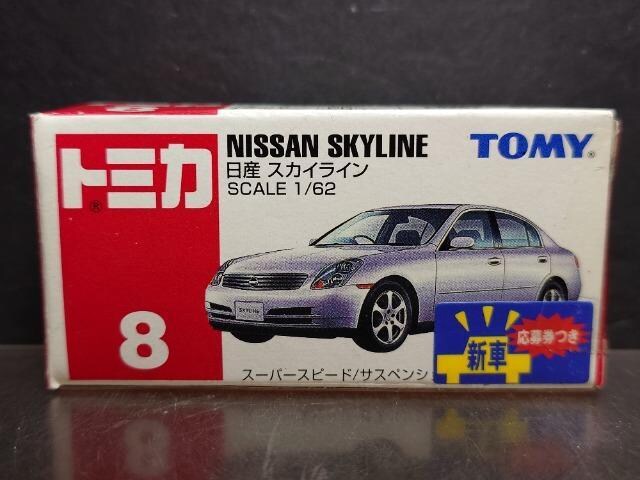 8
トミカ®
NISSAN SKYLINE
日産 スカイライン
SCALE 1/62
TOMY®
SKYLINE
8
新車
応募券つき
スーパースピード/サスペンシ